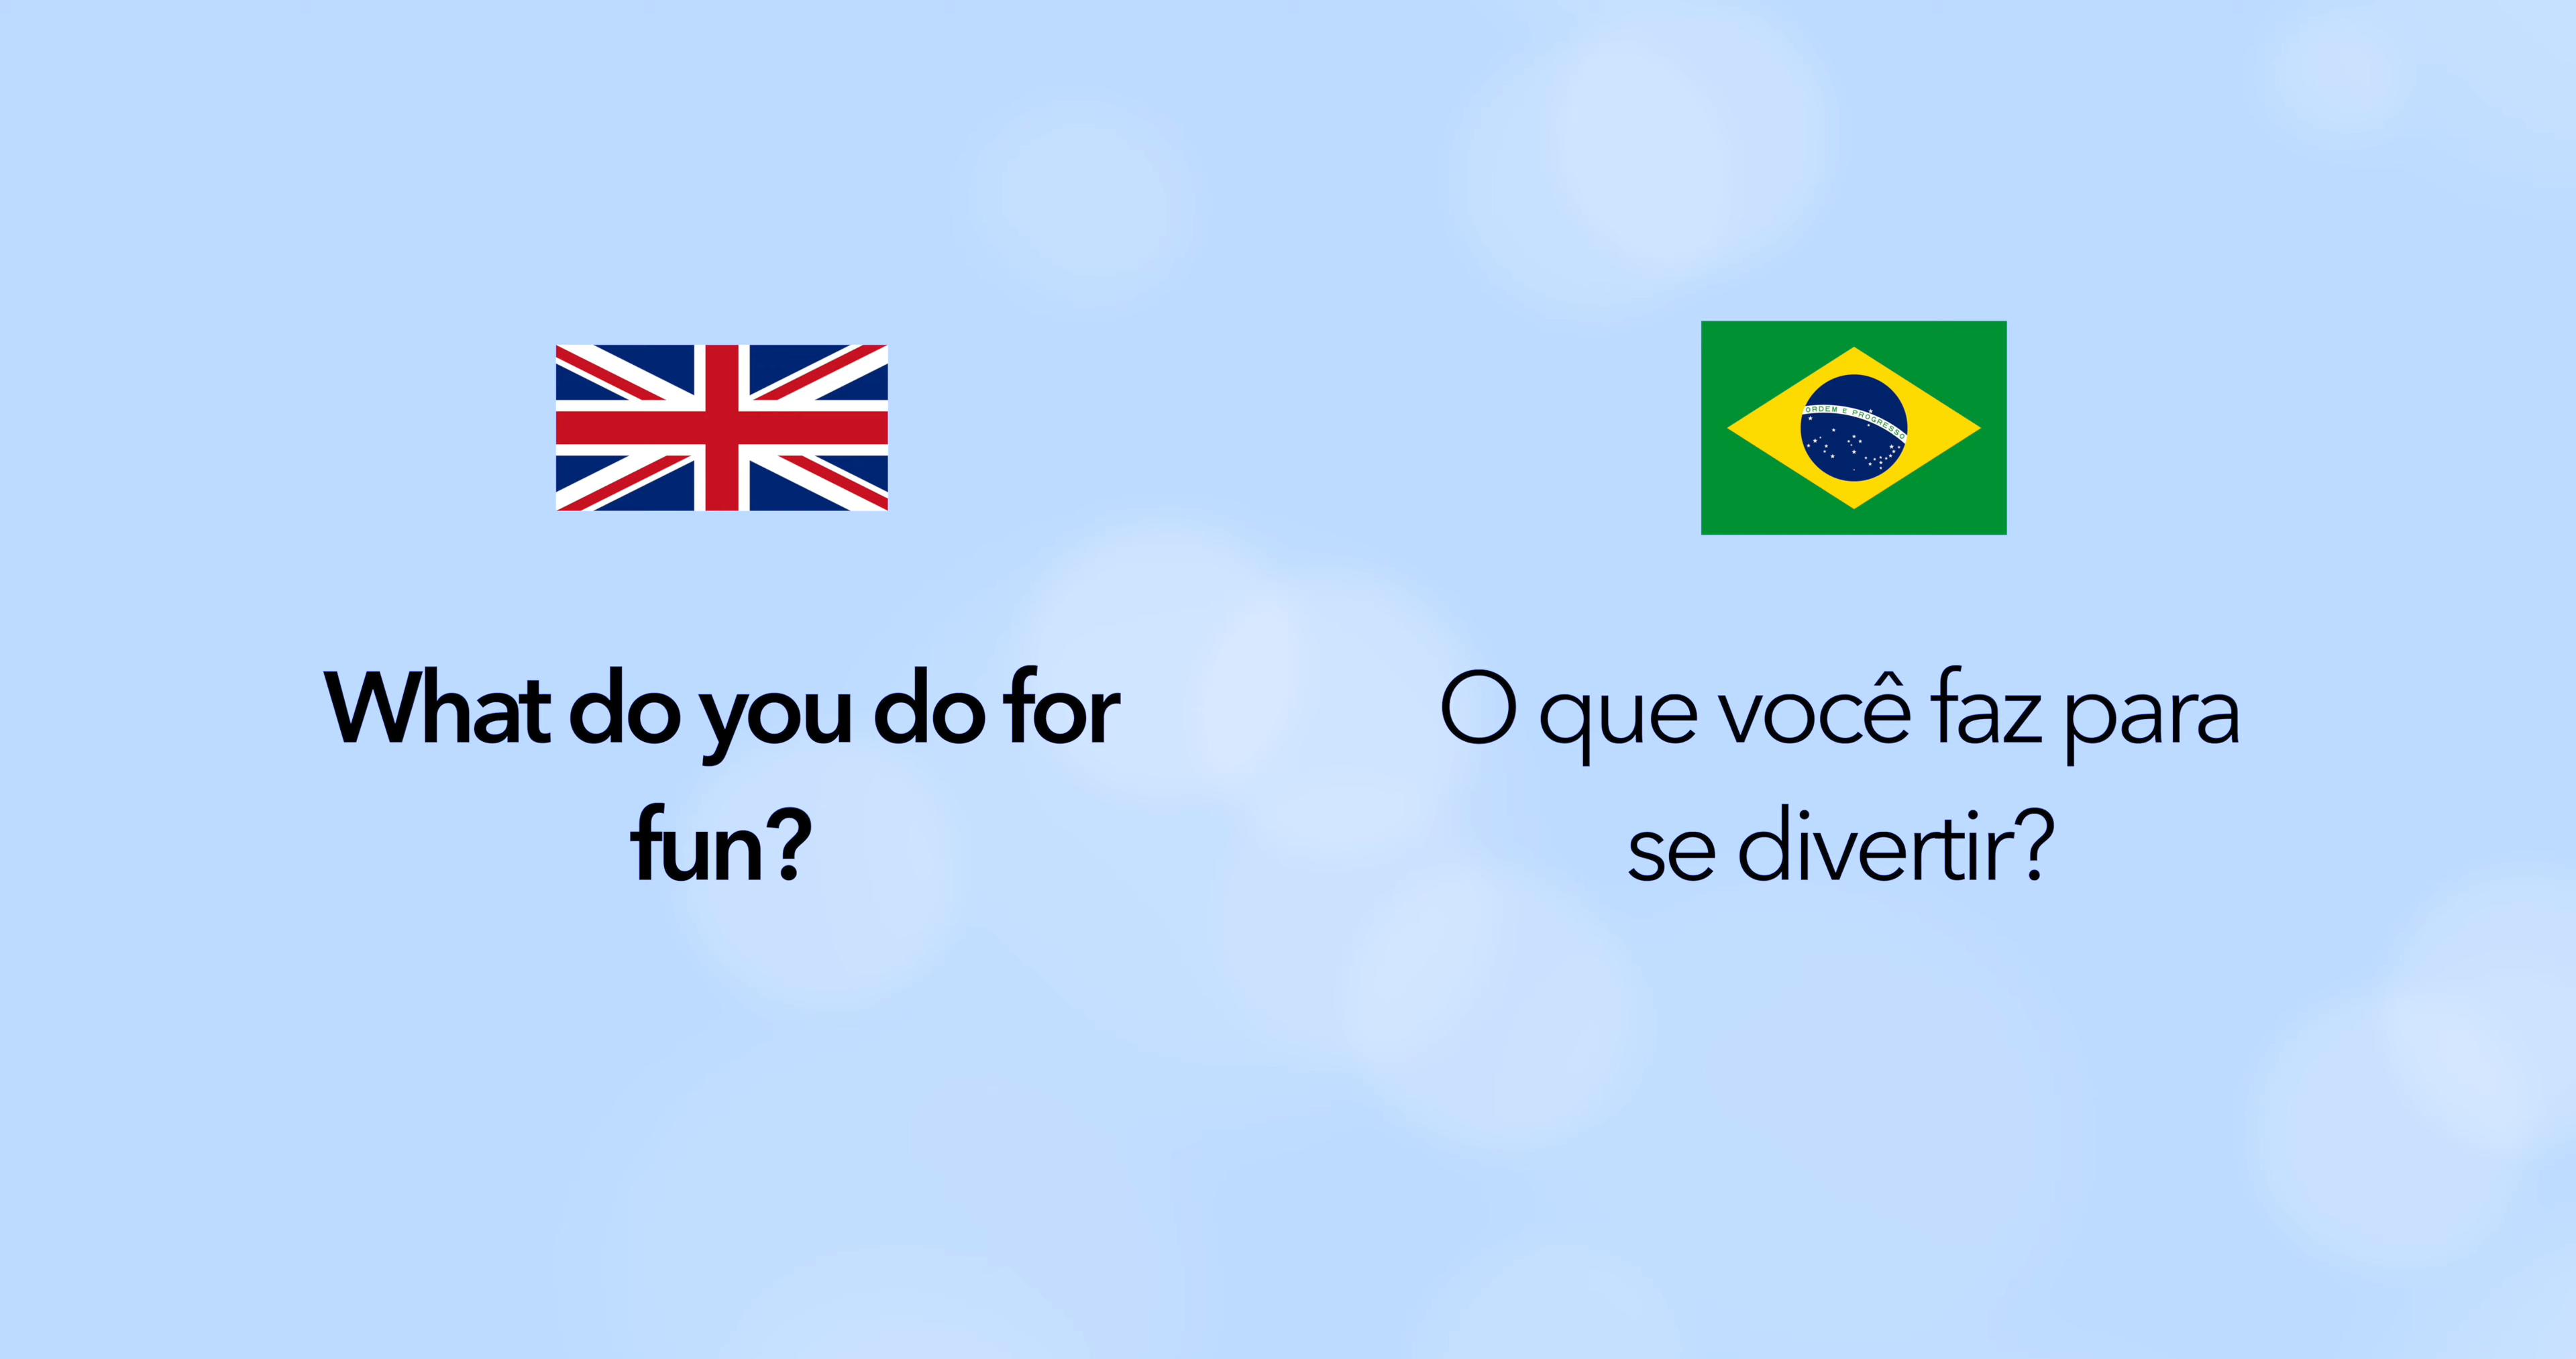 ORDEM E PROGRESSO
What do you do for
fun?
O que você faz para
se divertir?